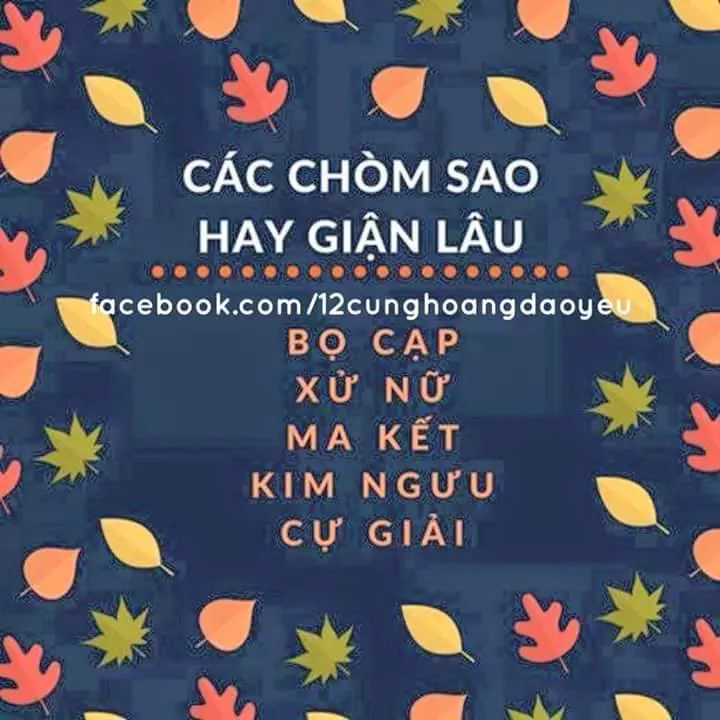 CÁC CHÒM SAO
HAY GIẬN LÂU
facebook.com/12cunghoangdaoyeu
BỌ CẠP
XỬ NỮ
MA KẾT
KIM NGƯU
CỰ GIẢI